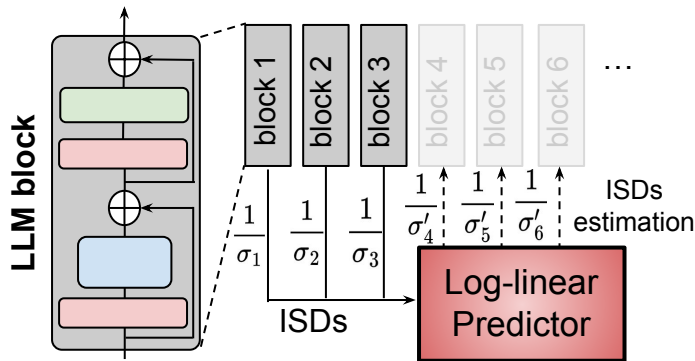 LLM block
block 1
block 2
block 3
block 4
block 5
block 6
...
1/σ₁
1/σ₂
1/σ₃
1/σ′₄
1/σ′₅
1/σ′₆
ISDs
estimation
ISDs
Log-linear
Predictor